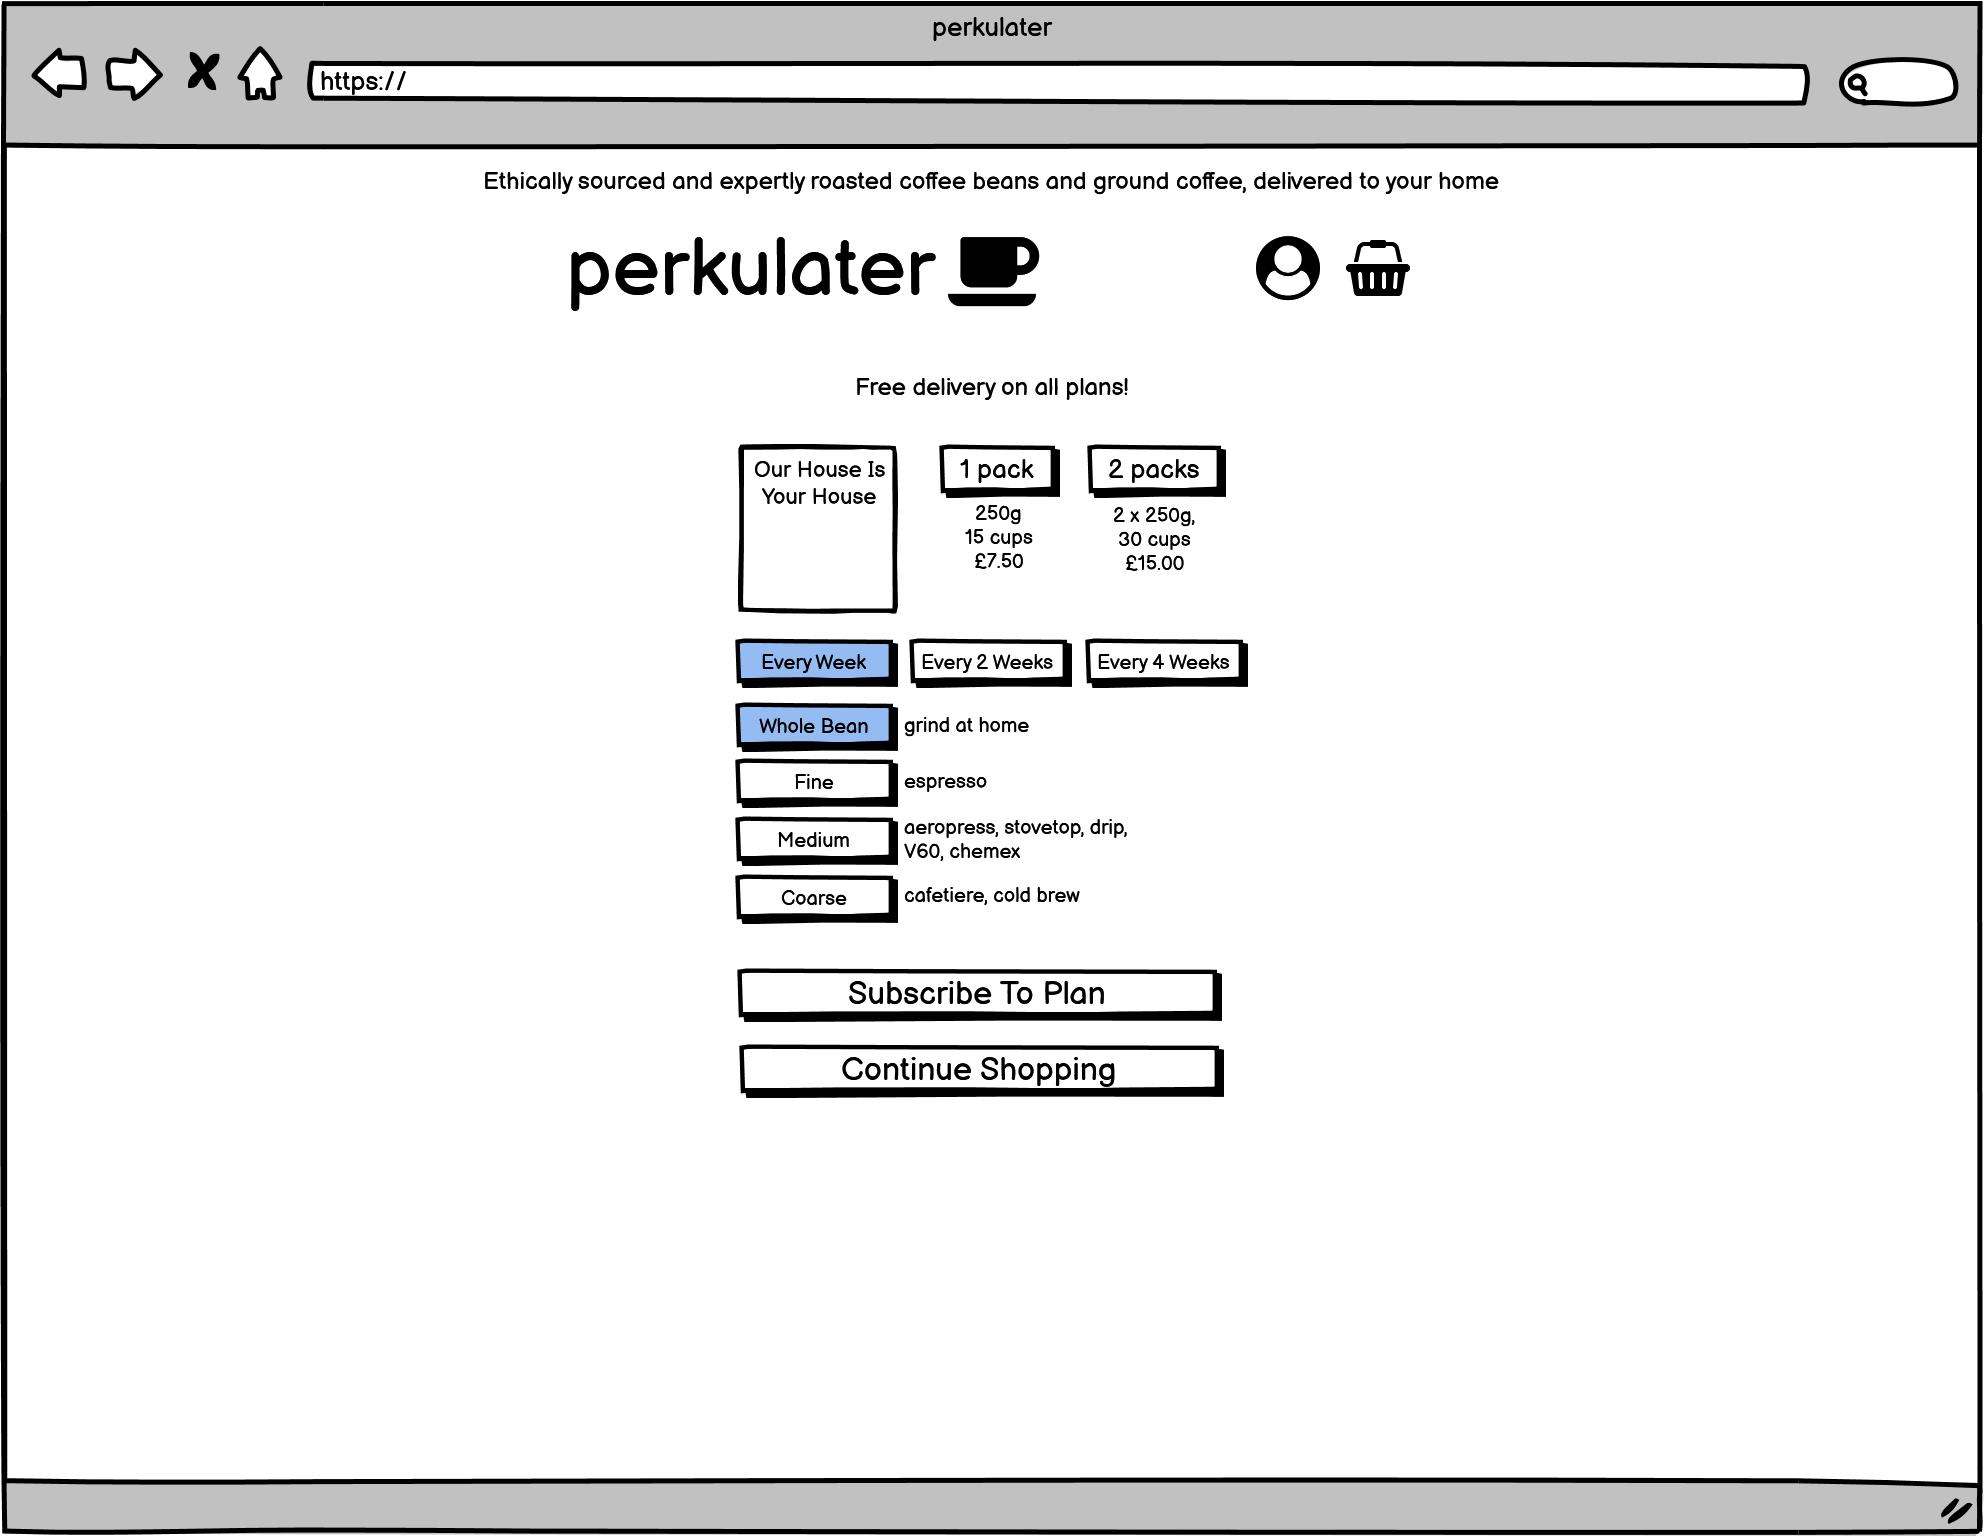 perkulater
https://
Ethically sourced and expertly roasted coffee beans and ground coffee, delivered to your home
perkulater
Free delivery on all plans!
Our House Is
Your House
1 pack
250g
15 cups
£7.50
2 packs
2 x 250g,
30 cups
£15.00
Every Week
Every 2 Weeks
Every 4 Weeks
Whole Bean
grind at home
Fine
espresso
Medium
aeropress, stovetop, drip,
V60, chemex
Coarse
cafetiere, cold brew
Subscribe To Plan
Continue Shopping